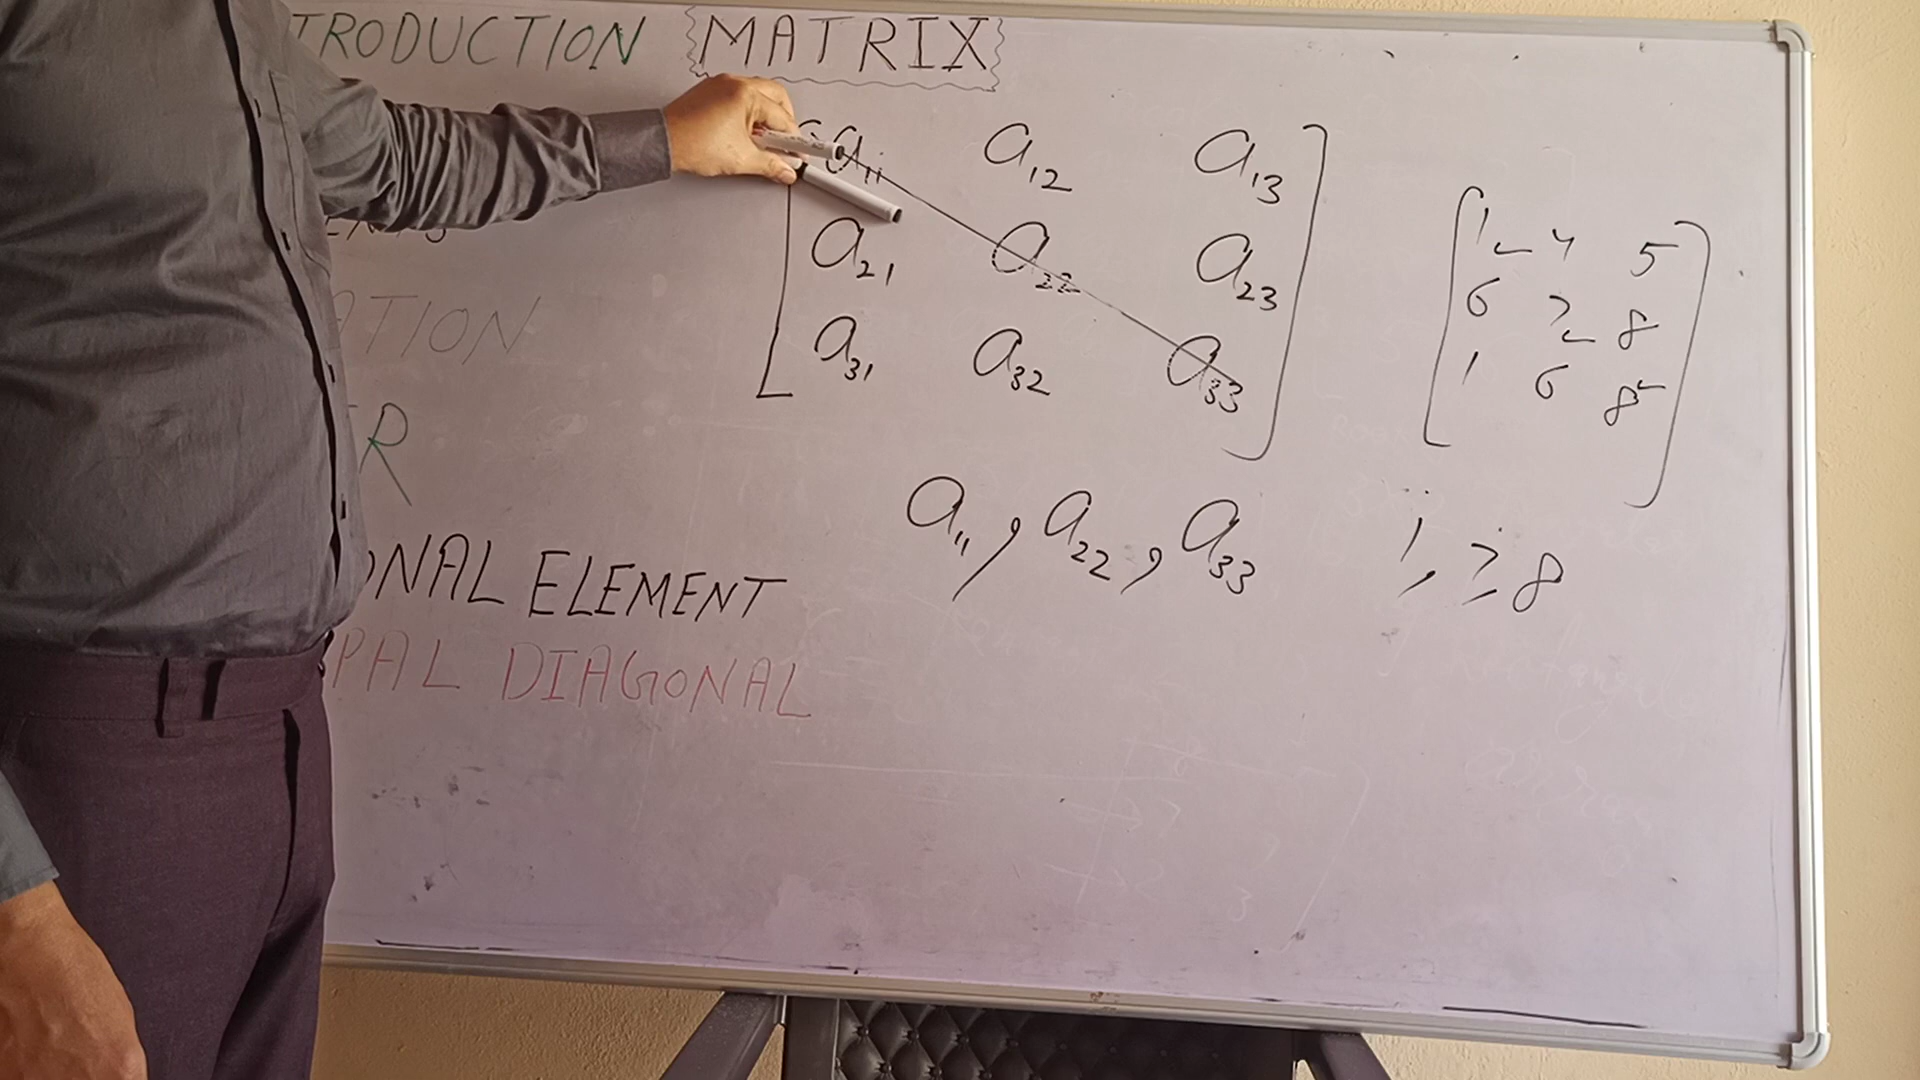 TRODUCTION MATRIX
a11 a12 a13
a21 a22 a23
a31 a32 a33
1 4 5
6 7 8
1 6 8
ATION
R
a11, a22, a33
1, 7, 8
ONAL ELEMENT
PAL DIAGONAL